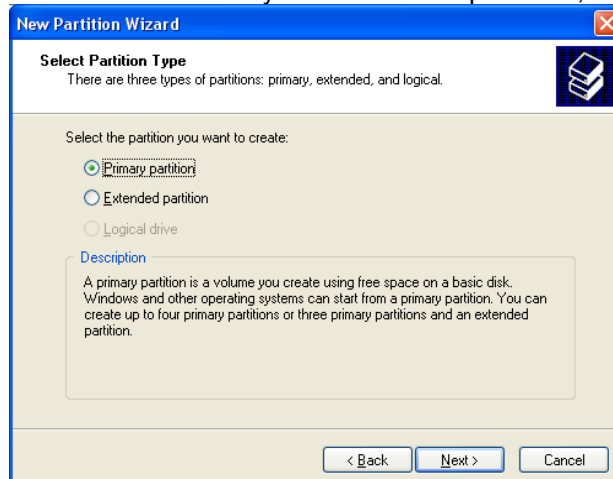 New Partition Wizard
Select Partition Type
There are three types of partitions: primary, extended, and logical.
Select the partition you want to create:
Primary partition
Extended partition
Logical drive
Description
A primary partition is a volume you create using free space on a basic disk.
Windows and other operating systems can start from a primary partition. You can
create up to four primary partitions or three primary partitions and an extended
partition.
< Back Next > Cancel